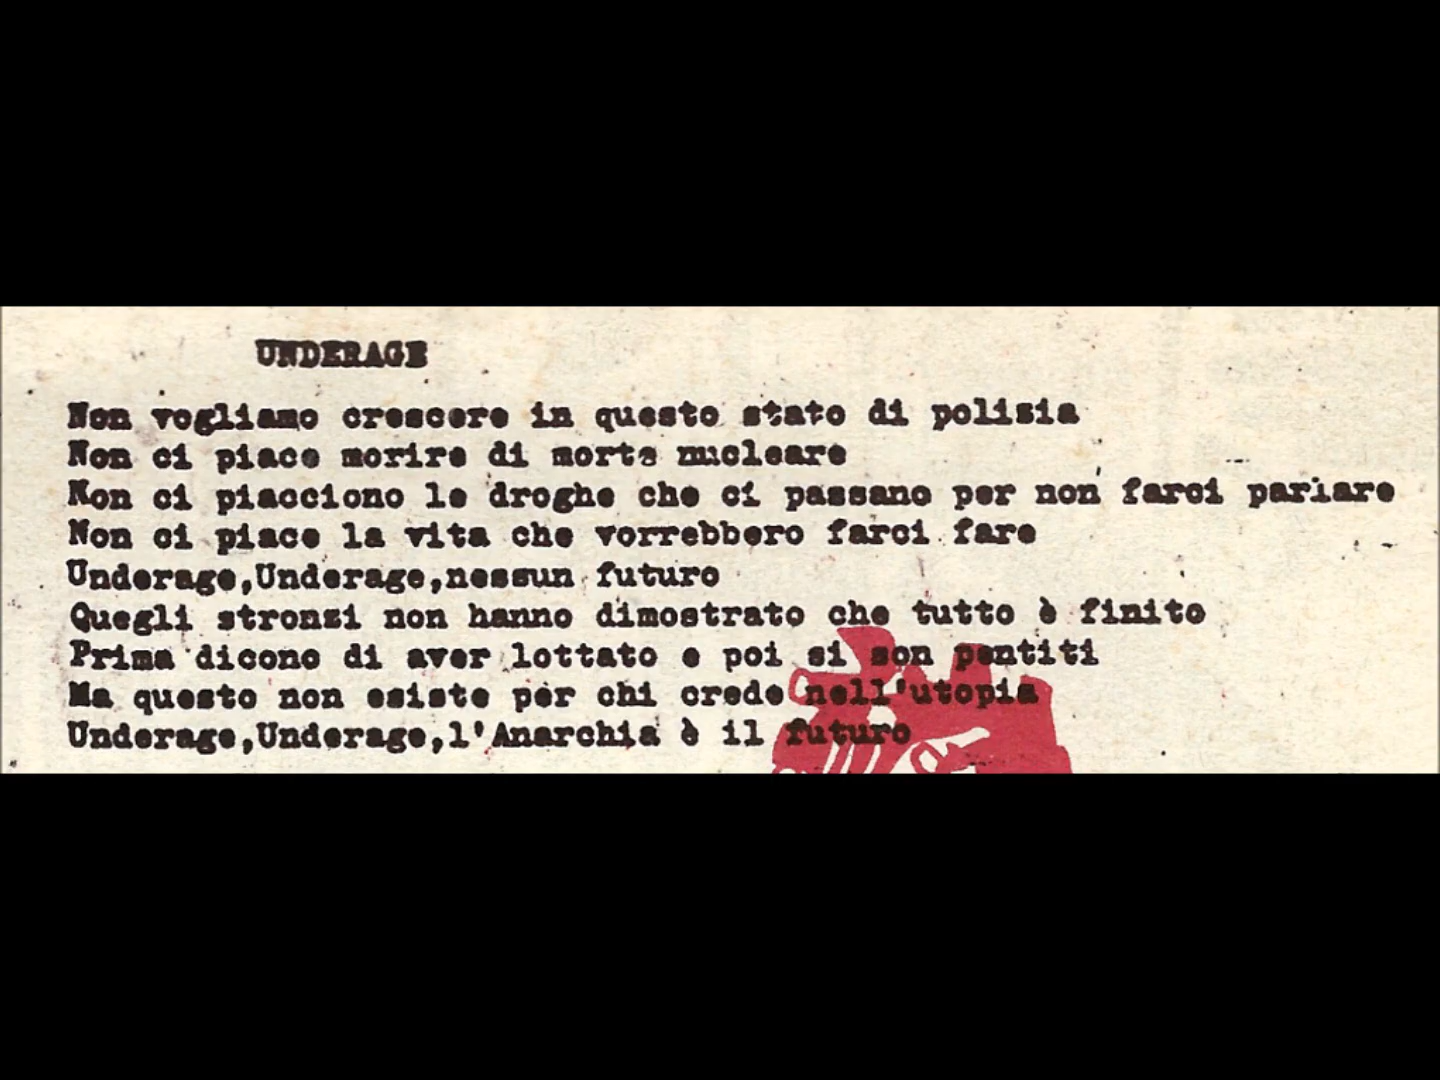 UNDERAGE
Non vogliamo crescere in questo stato di polizia
Non ci piace morire di morte nucleare
Non ci piacciono le droghe che ci passano per non farci parlare
Non ci piace la vita che vorrebbero farci fare
Underage,Underage,nessun futuro
Quegli stronzi non hanno dimostrato che tutto è finito
Prima dicono di aver lottato e poi si son pentiti
Ma questo non esiste per chi crede nell'utopia
Underage,Underage,l'Anarchia è il futuro